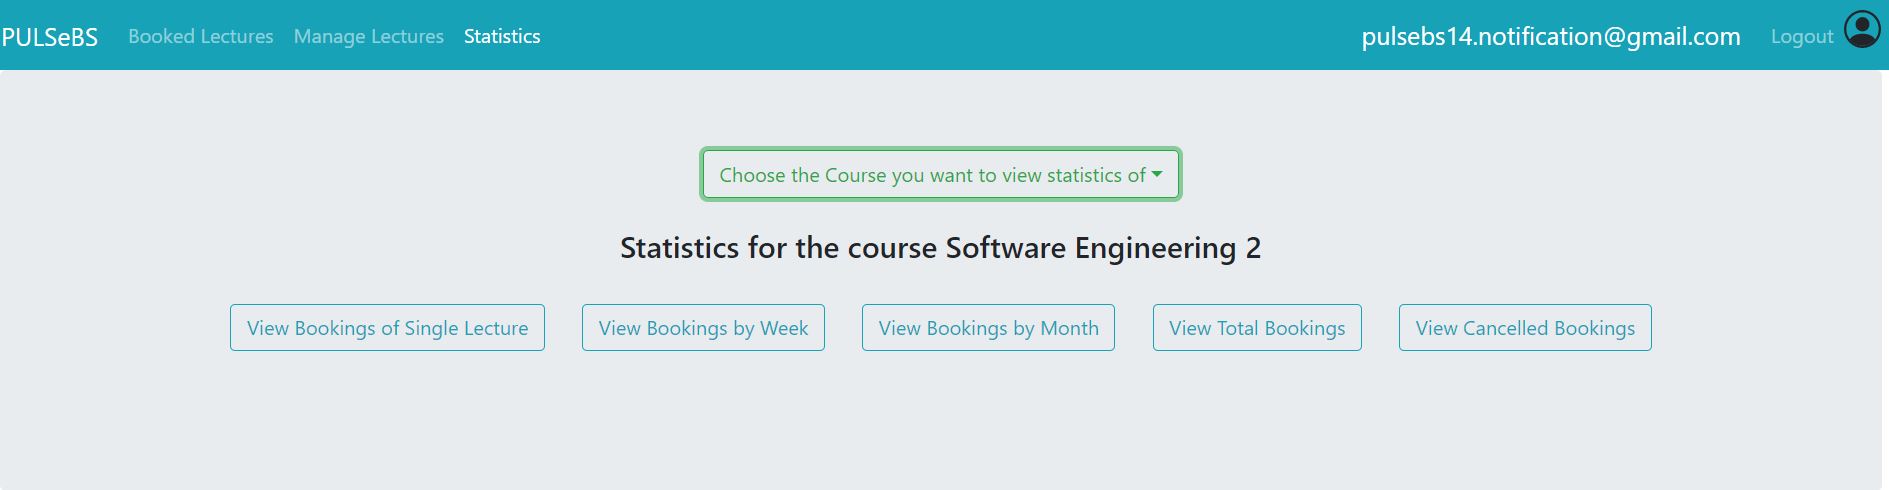 PULSeBS Booked Lectures Manage Lectures Statistics pulsebs14.notification@gmail.com Logout
Choose the Course you want to view statistics of
Statistics for the course Software Engineering 2
View Bookings of Single Lecture View Bookings by Week View Bookings by Month View Total Bookings View Cancelled Bookings